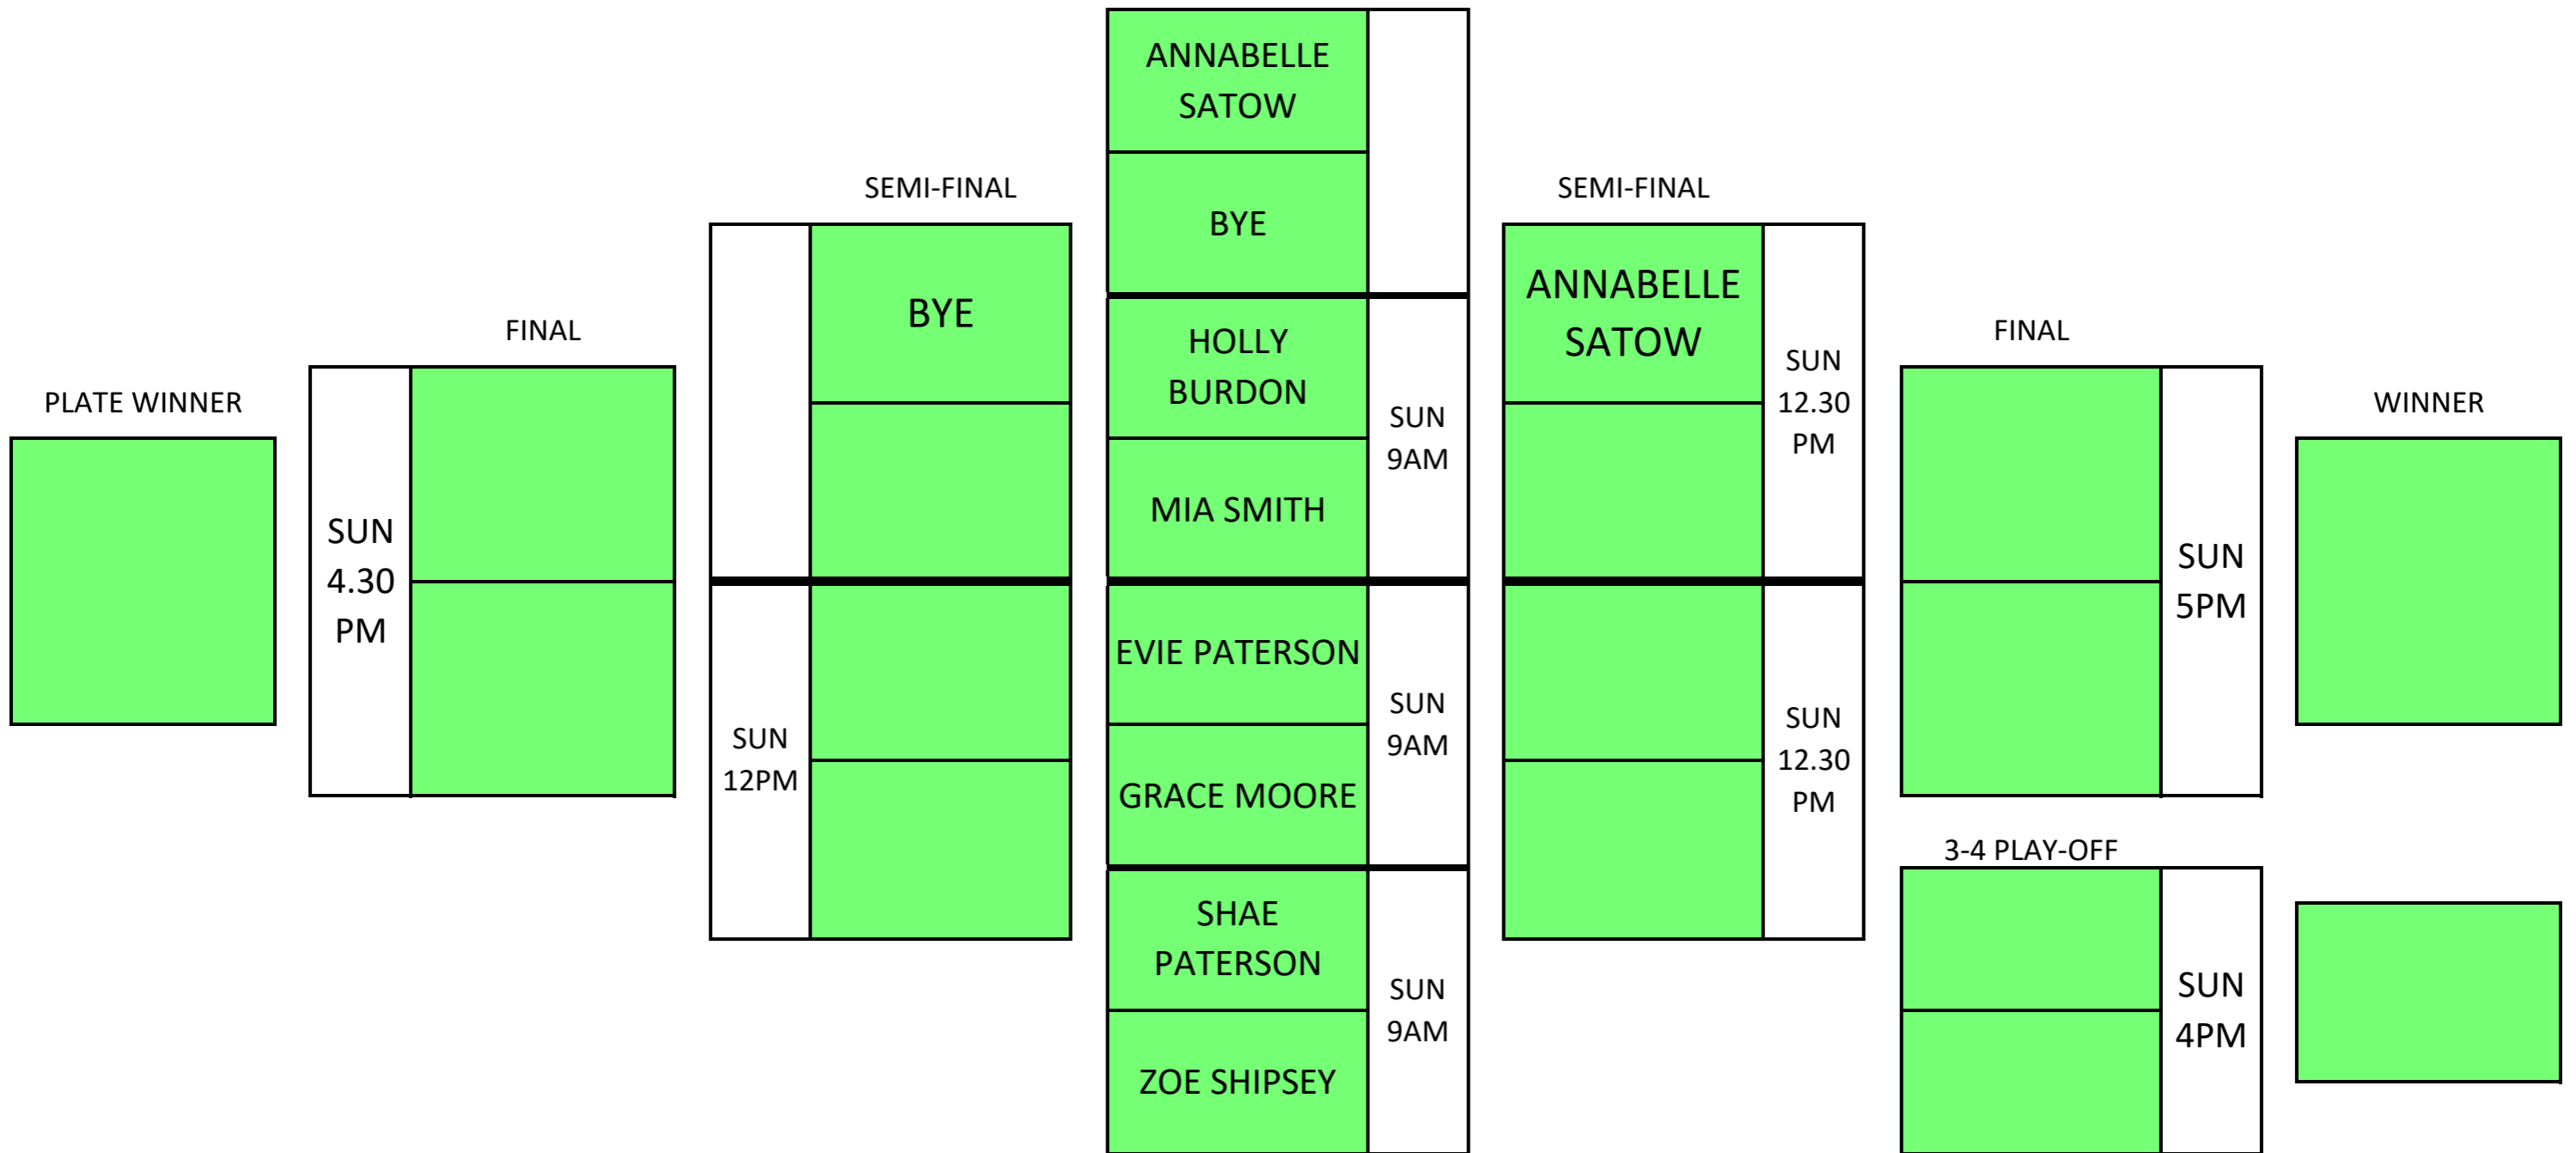 PLATE WINNER
FINAL
SUN
4.30
PM
SEMI-FINAL
BYE
SUN
12PM
ANNABELLE
SATOW
BYE
HOLLY
BURDON
MIA SMITH
SUN
9AM
EVIE PATERSON
GRACE MOORE
SUN
9AM
SHAE
PATERSON
ZOE SHIPSEY
SUN
9AM
SEMI-FINAL
ANNABELLE
SATOW
SUN
12.30
PM
SUN
12.30
PM
FINAL
SUN
5PM
3-4 PLAY-OFF
SUN
4PM
WINNER